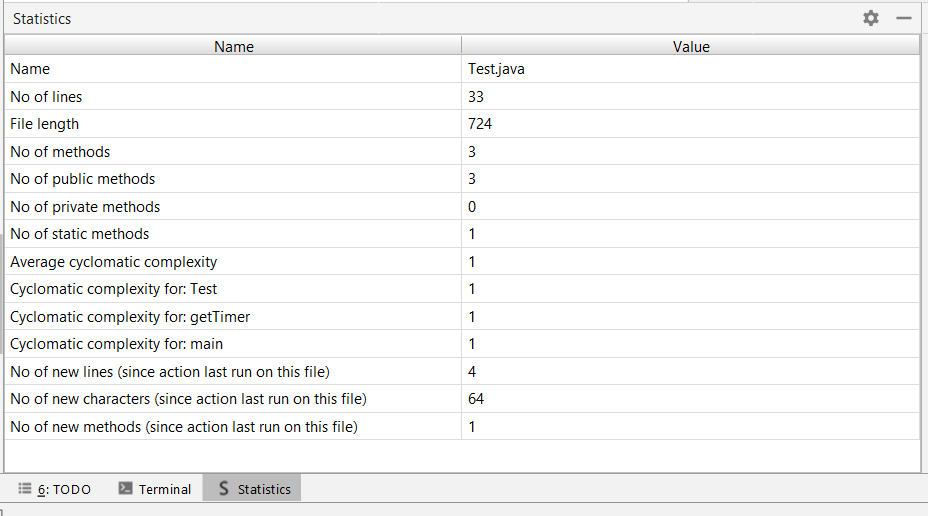 Statistics
Name Value
Name Test.java
No of lines 33
File length 724
No of methods 3
No of public methods 3
No of private methods 0
No of static methods 1
Average cyclomatic complexity 1
Cyclomatic complexity for: Test 1
Cyclomatic complexity for: getTimer 1
Cyclomatic complexity for: main 1
No of new lines (since action last run on this file) 4
No of new characters (since action last run on this file) 64
No of new methods (since action last run on this file) 1
6: TODO Terminal S Statistics